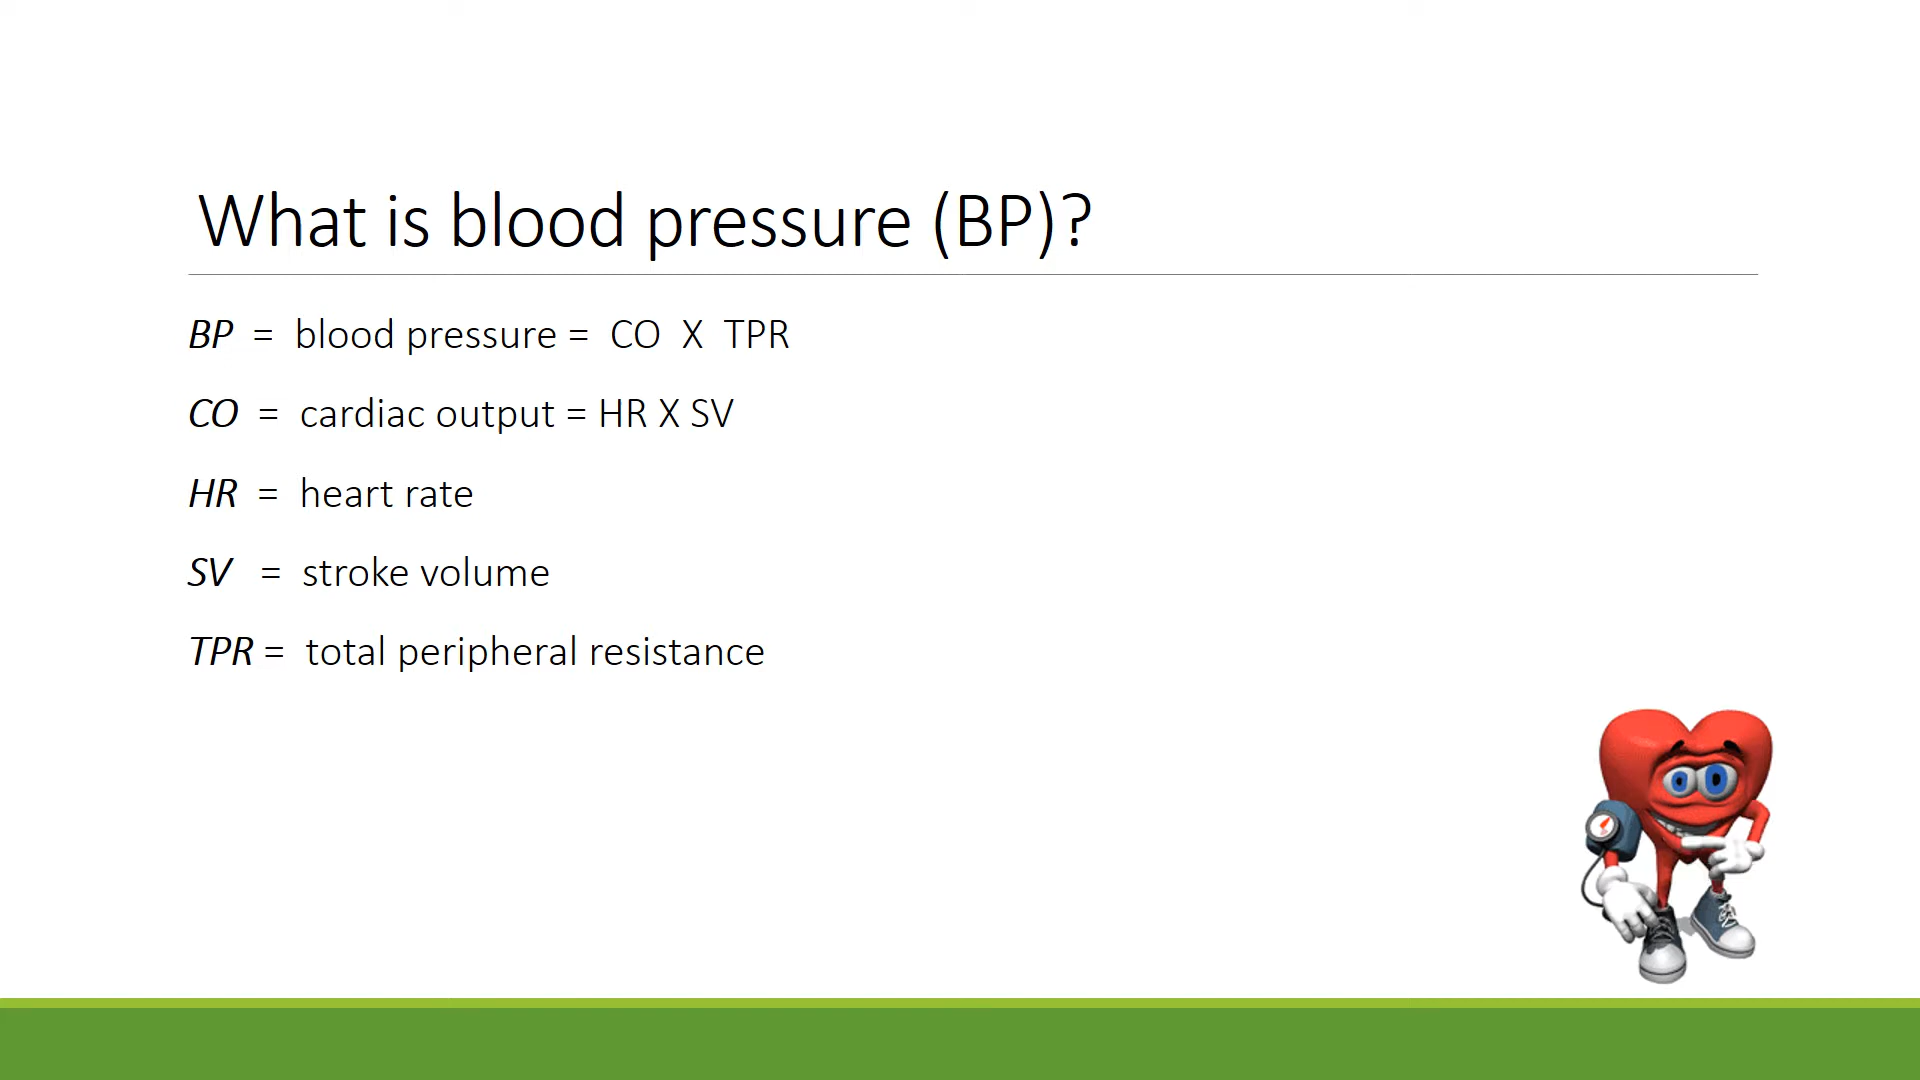 What is blood pressure (BP)?
BP = blood pressure = CO X TPR
CO = cardiac output = HR X SV
HR = heart rate
SV = stroke volume
TPR = total peripheral resistance